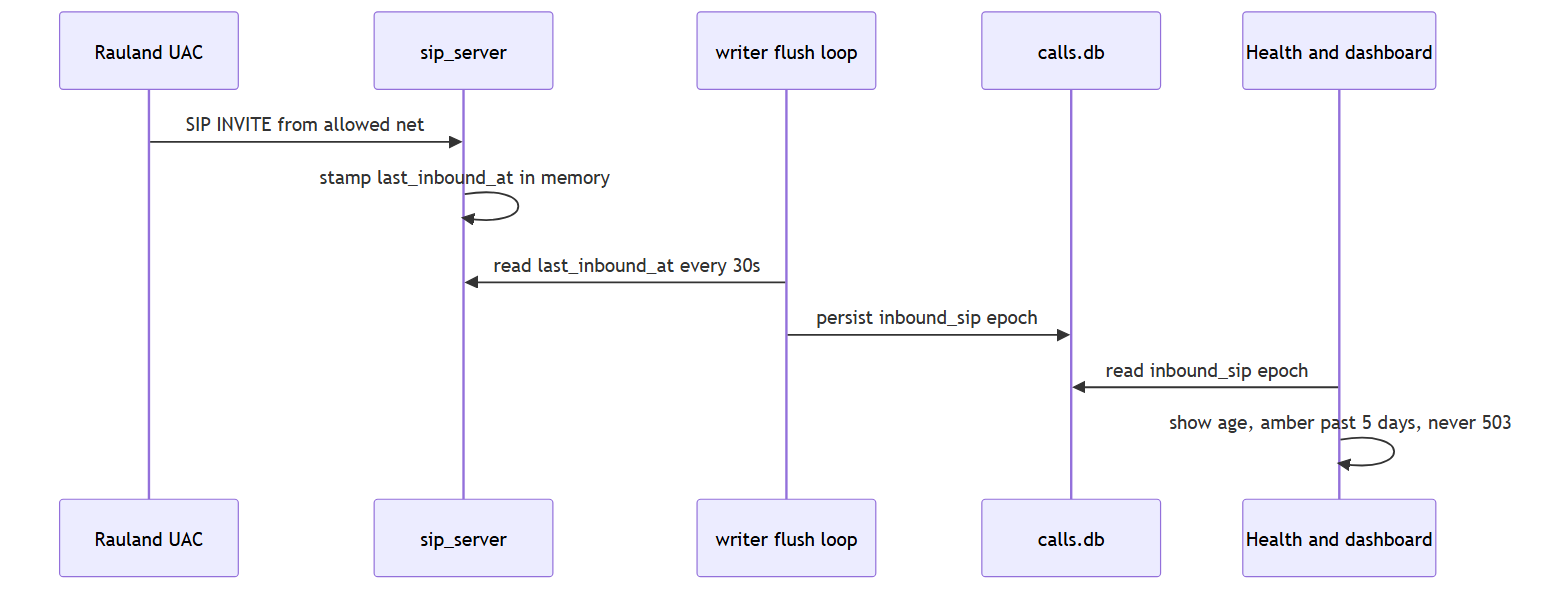 Rauland UAC
sip_server
writer flush loop
calls.db
Health and dashboard
SIP INVITE from allowed net
stamp last_inbound_at in memory
read last_inbound_at every 30s
persist inbound_sip epoch
read inbound_sip epoch
show age, amber past 5 days, never 503
Rauland UAC
sip_server
writer flush loop
calls.db
Health and dashboard